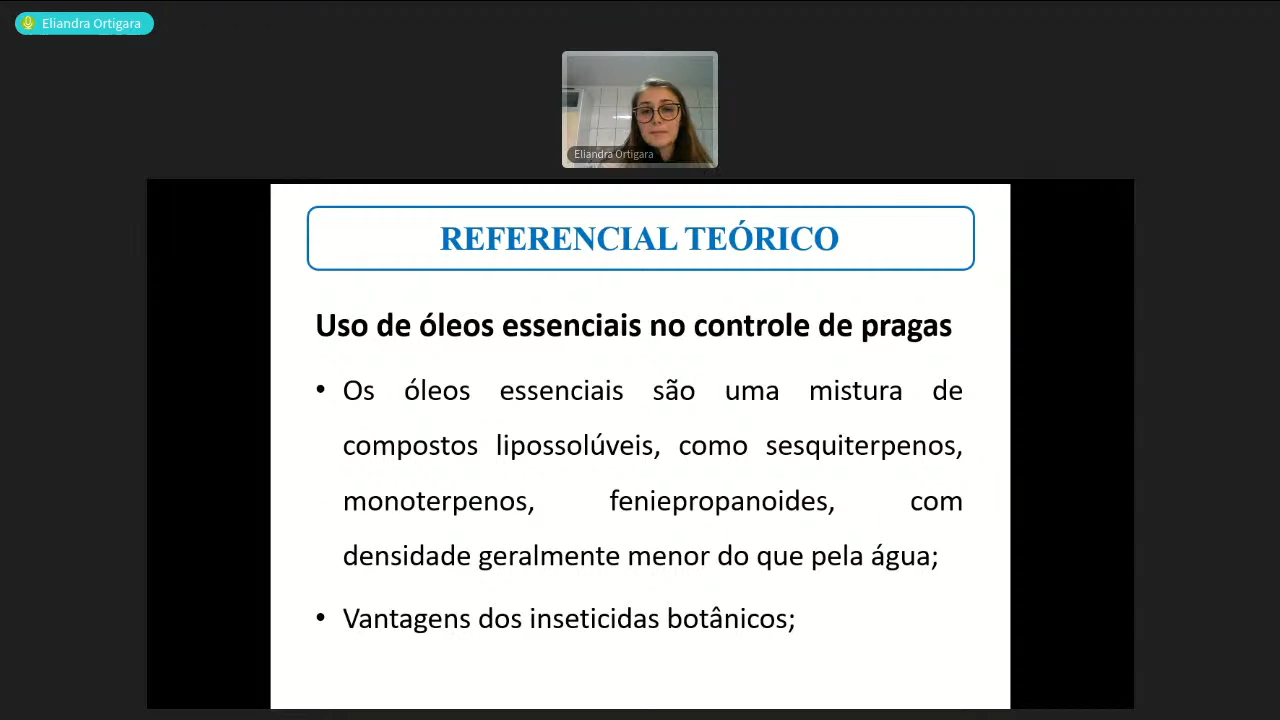 Eliandra Ortigara
Eliandra Ortigara
REFERENCIAL TEÓRICO
Uso de óleos essenciais no controle de pragas
• Os óleos essenciais são uma mistura de
compostos lipossolúveis, como sesquiterpenos,
monoterpenos, feniepropanoides, com
densidade geralmente menor do que pela água;
• Vantagens dos inseticidas botânicos;